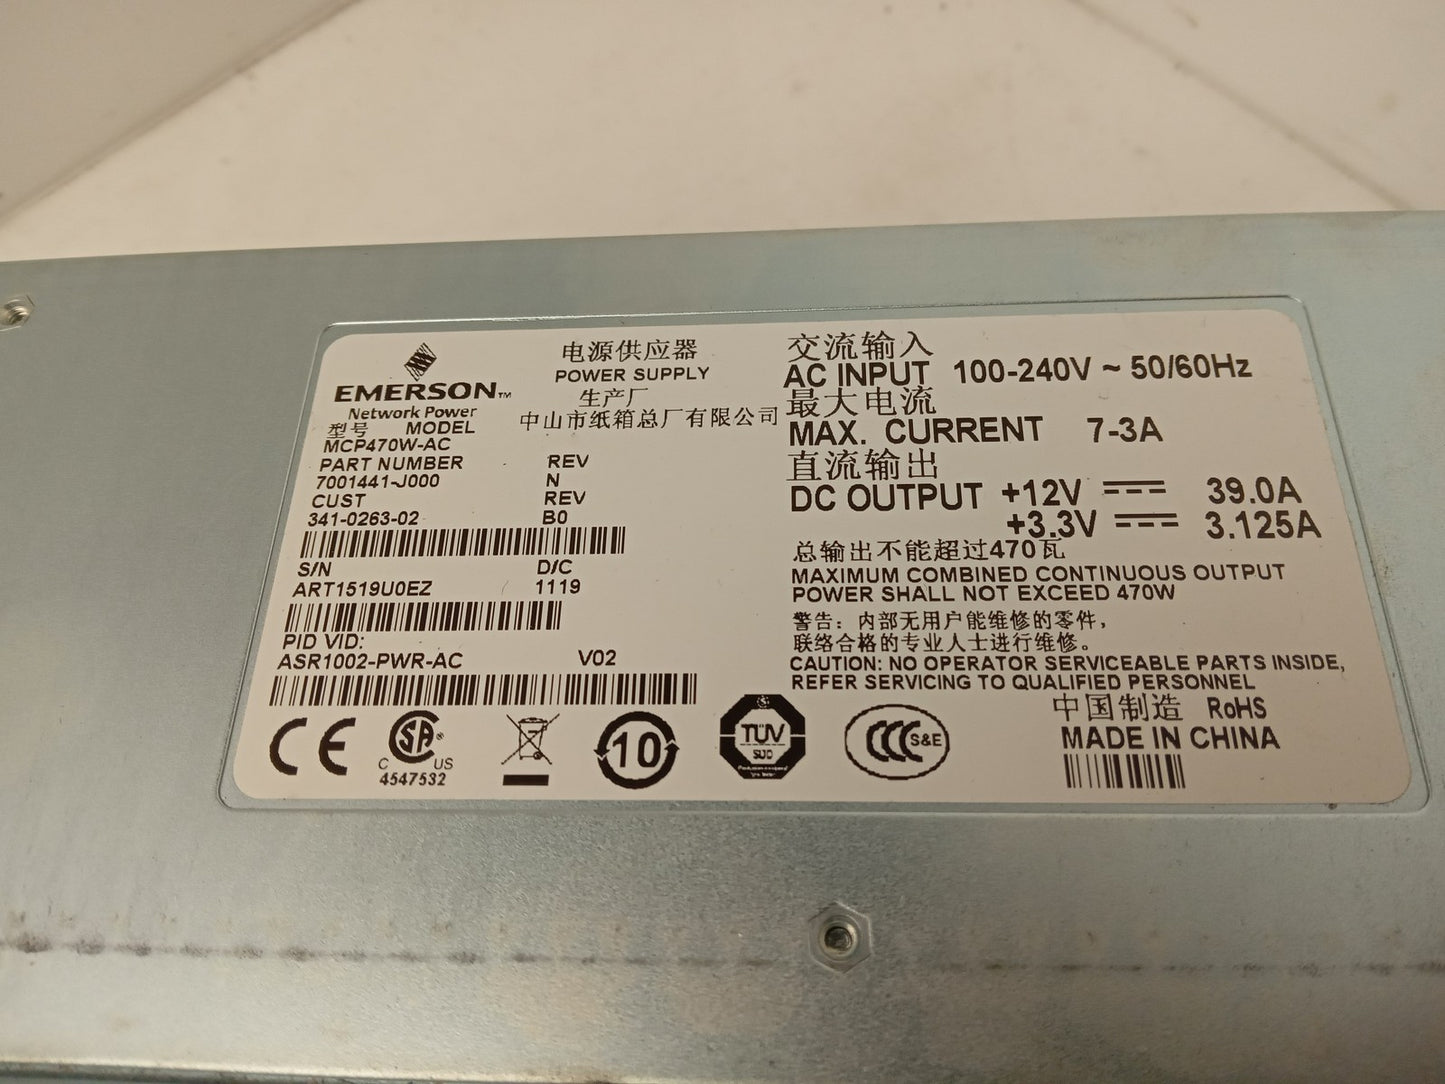 EMERSON™
Network Power
电源供应器
POWER SUPPLY
生产厂
中山市纸箱总厂有限公司
型号 MODEL
MCP470W-AC
PART NUMBER REV
7001441-J000 N
CUST REV
341-0263-02 B0
S/N D/C
ART1519U0EZ 1119
PID VID:
ASR1002-PWR-AC V02
交流输入
AC INPUT 100-240V ~ 50/60Hz
最大电流
MAX. CURRENT 7-3A
直流输出
DC OUTPUT +12V 39.0A
+3.3V 3.125A
总输出不能超过470瓦
MAXIMUM COMBINED CONTINUOUS OUTPUT
POWER SHALL NOT EXCEED 470W
警告: 内部无用户能维修的零件,
联络合格的专业人士进行维修。
CAUTION: NO OPERATOR SERVICEABLE PARTS INSIDE,
REFER SERVICING TO QUALIFIED PERSONNEL
中国制造 RoHS
MADE IN CHINA
CE
SA®
C US
4547532
10
TÜV
SÜD
CCC S&E